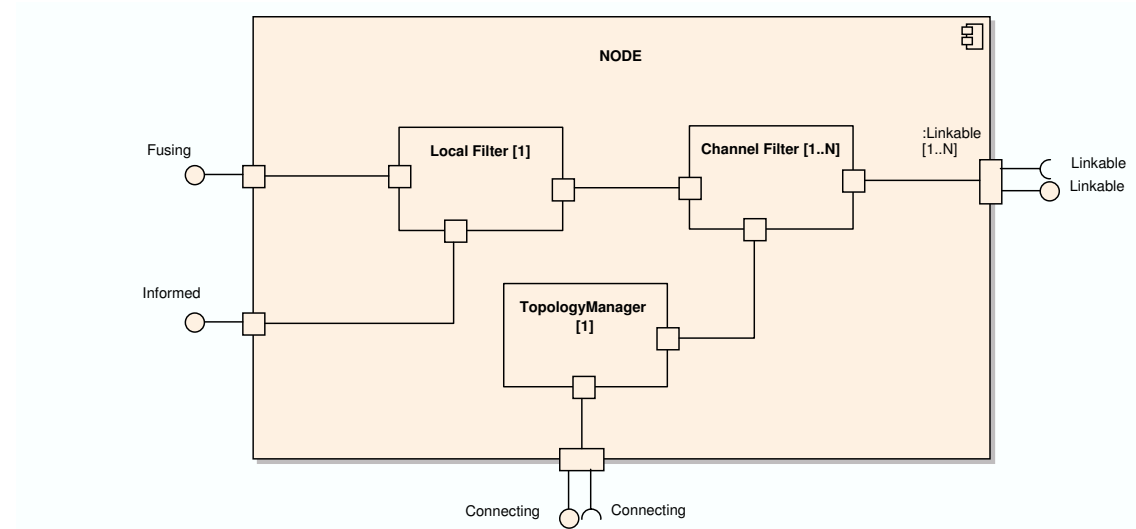 NODE
Fusing
Local Filter [1]
Channel Filter [1..N]
:Linkable
[1..N]
Linkable
Linkable
Informed
TopologyManager
[1]
Connecting
Connecting